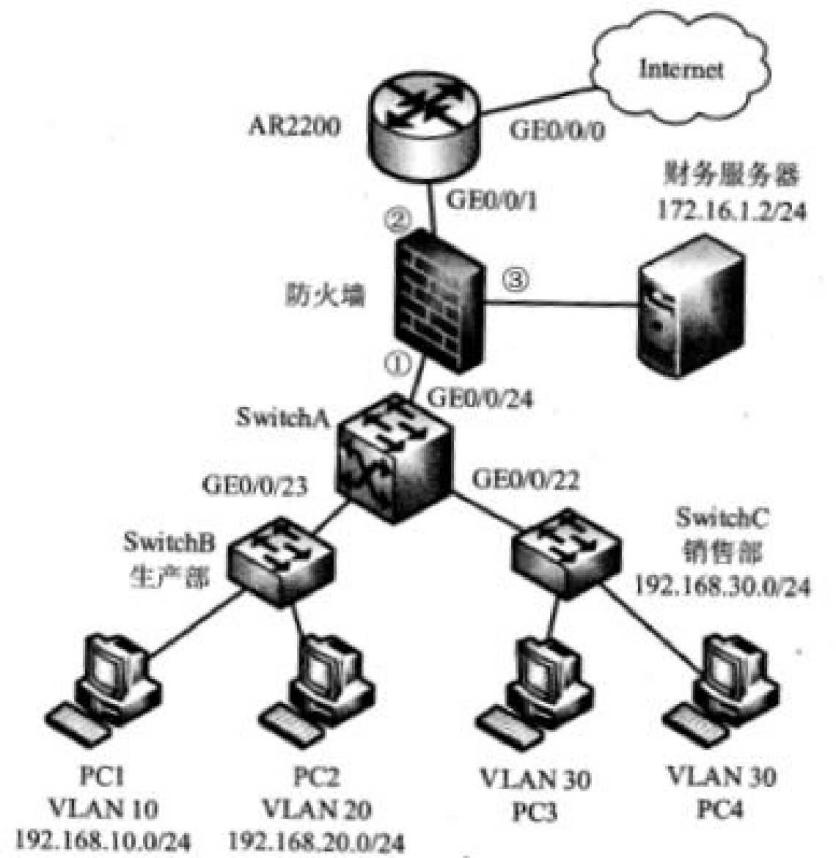 Internet
AR2200
GE0/0/0
GE0/0/1
财务服务器
172.16.1.2/24
②
防火墙
③
①
GE0/0/24
SwitchA
GE0/0/23
GE0/0/22
SwitchB
生产部
SwitchC
销售部
192.168.30.0/24
PC1
VLAN 10
192.168.10.0/24
PC2
VLAN 20
192.168.20.0/24
VLAN 30
PC3
VLAN 30
PC4